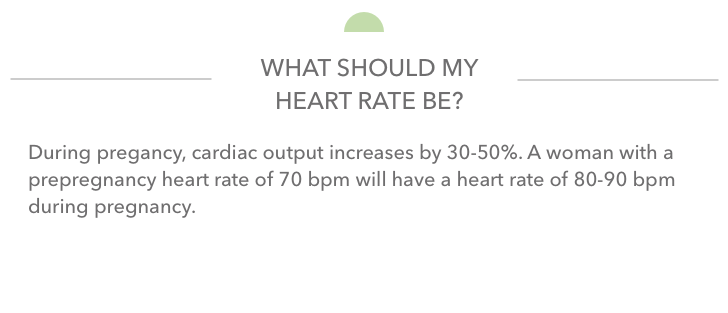 WHAT SHOULD MY
HEART RATE BE?
During pregancy, cardiac output increases by 30-50%. A woman with a
prepregnancy heart rate of 70 bpm will have a heart rate of 80-90 bpm
during pregnancy.